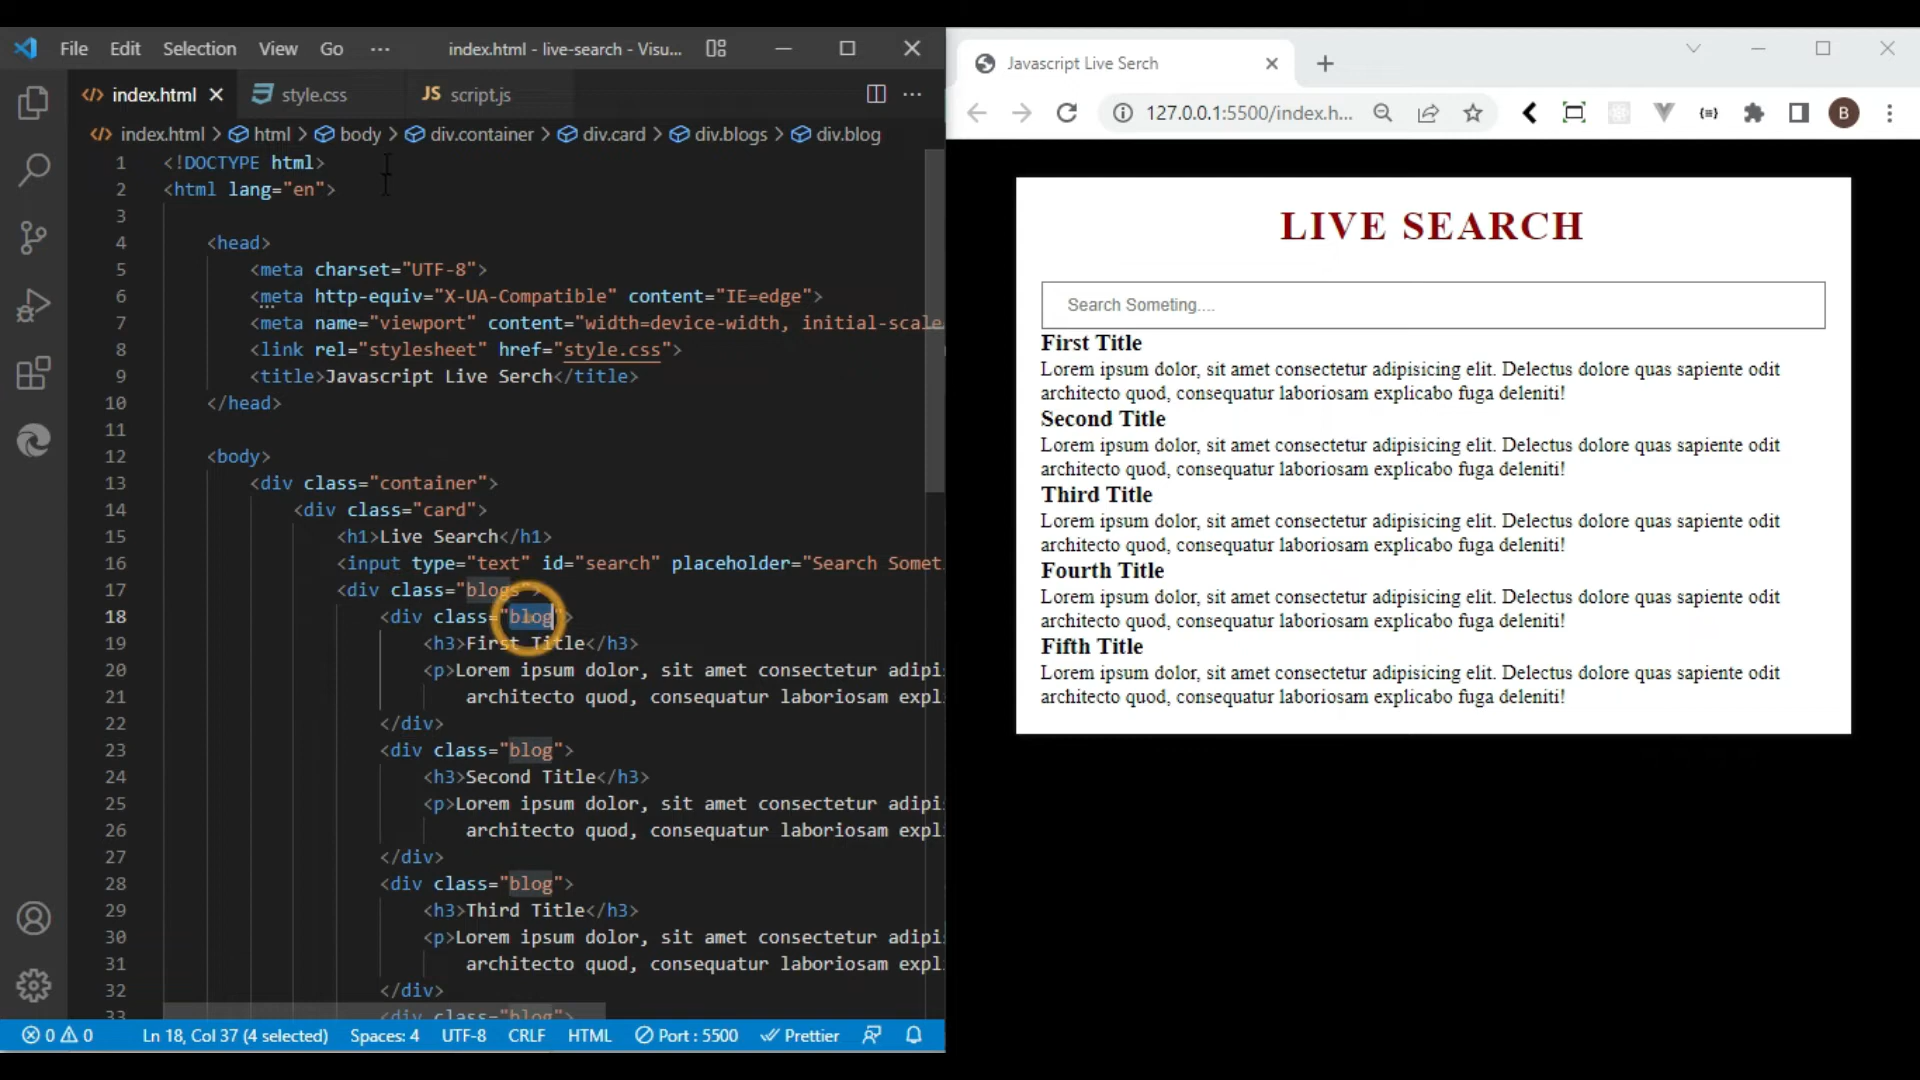 File Edit Selection View Go ··· index.html - live-search - Visu...
index.html style.css JS script.js
index.html > html > body > div.container > div.card > div.blogs > div.blog
1 <!DOCTYPE html>
2 <html lang="en">
3
4 <head>
5 <meta charset="UTF-8">
6 <meta http-equiv="X-UA-Compatible" content="IE=edge">
7 <meta name="viewport" content="width=device-width, initial-scale
8 <link rel="stylesheet" href="style.css">
9 <title>Javascript Live Serch</title>
10 </head>
11
12 <body>
13 <div class="container">
14 <div class="card">
15 <h1>Live Search</h1>
16 <input type="text" id="search" placeholder="Search Somet
17 <div class="blogs">
18 <div class="blog">
19 <h3>First Title</h3>
20 <p>Lorem ipsum dolor, sit amet consectetur adipi
21 architecto quod, consequatur laboriosam expl
22 </div>
23 <div class="blog">
24 <h3>Second Title</h3>
25 <p>Lorem ipsum dolor, sit amet consectetur adipi
26 architecto quod, consequatur laboriosam expl
27 </div>
28 <div class="blog">
29 <h3>Third Title</h3>
30 <p>Lorem ipsum dolor, sit amet consectetur adipi
31 architecto quod, consequatur laboriosam expl
32 </div>
33 <div class="blog">
0 0 Ln 18, Col 37 (4 selected) Spaces: 4 UTF-8 CRLF HTML Port : 5500 Prettier
Javascript Live Serch
127.0.0.1:5500/index.h... B
LIVE SEARCH
Search Someting....
First Title
Lorem ipsum dolor, sit amet consectetur adipisicing elit. Delectus dolore quas sapiente odit
architecto quod, consequatur laboriosam explicabo fuga deleniti!
Second Title
Lorem ipsum dolor, sit amet consectetur adipisicing elit. Delectus dolore quas sapiente odit
architecto quod, consequatur laboriosam explicabo fuga deleniti!
Third Title
Lorem ipsum dolor, sit amet consectetur adipisicing elit. Delectus dolore quas sapiente odit
architecto quod, consequatur laboriosam explicabo fuga deleniti!
Fourth Title
Lorem ipsum dolor, sit amet consectetur adipisicing elit. Delectus dolore quas sapiente odit
architecto quod, consequatur laboriosam explicabo fuga deleniti!
Fifth Title
Lorem ipsum dolor, sit amet consectetur adipisicing elit. Delectus dolore quas sapiente odit
architecto quod, consequatur laboriosam explicabo fuga deleniti!